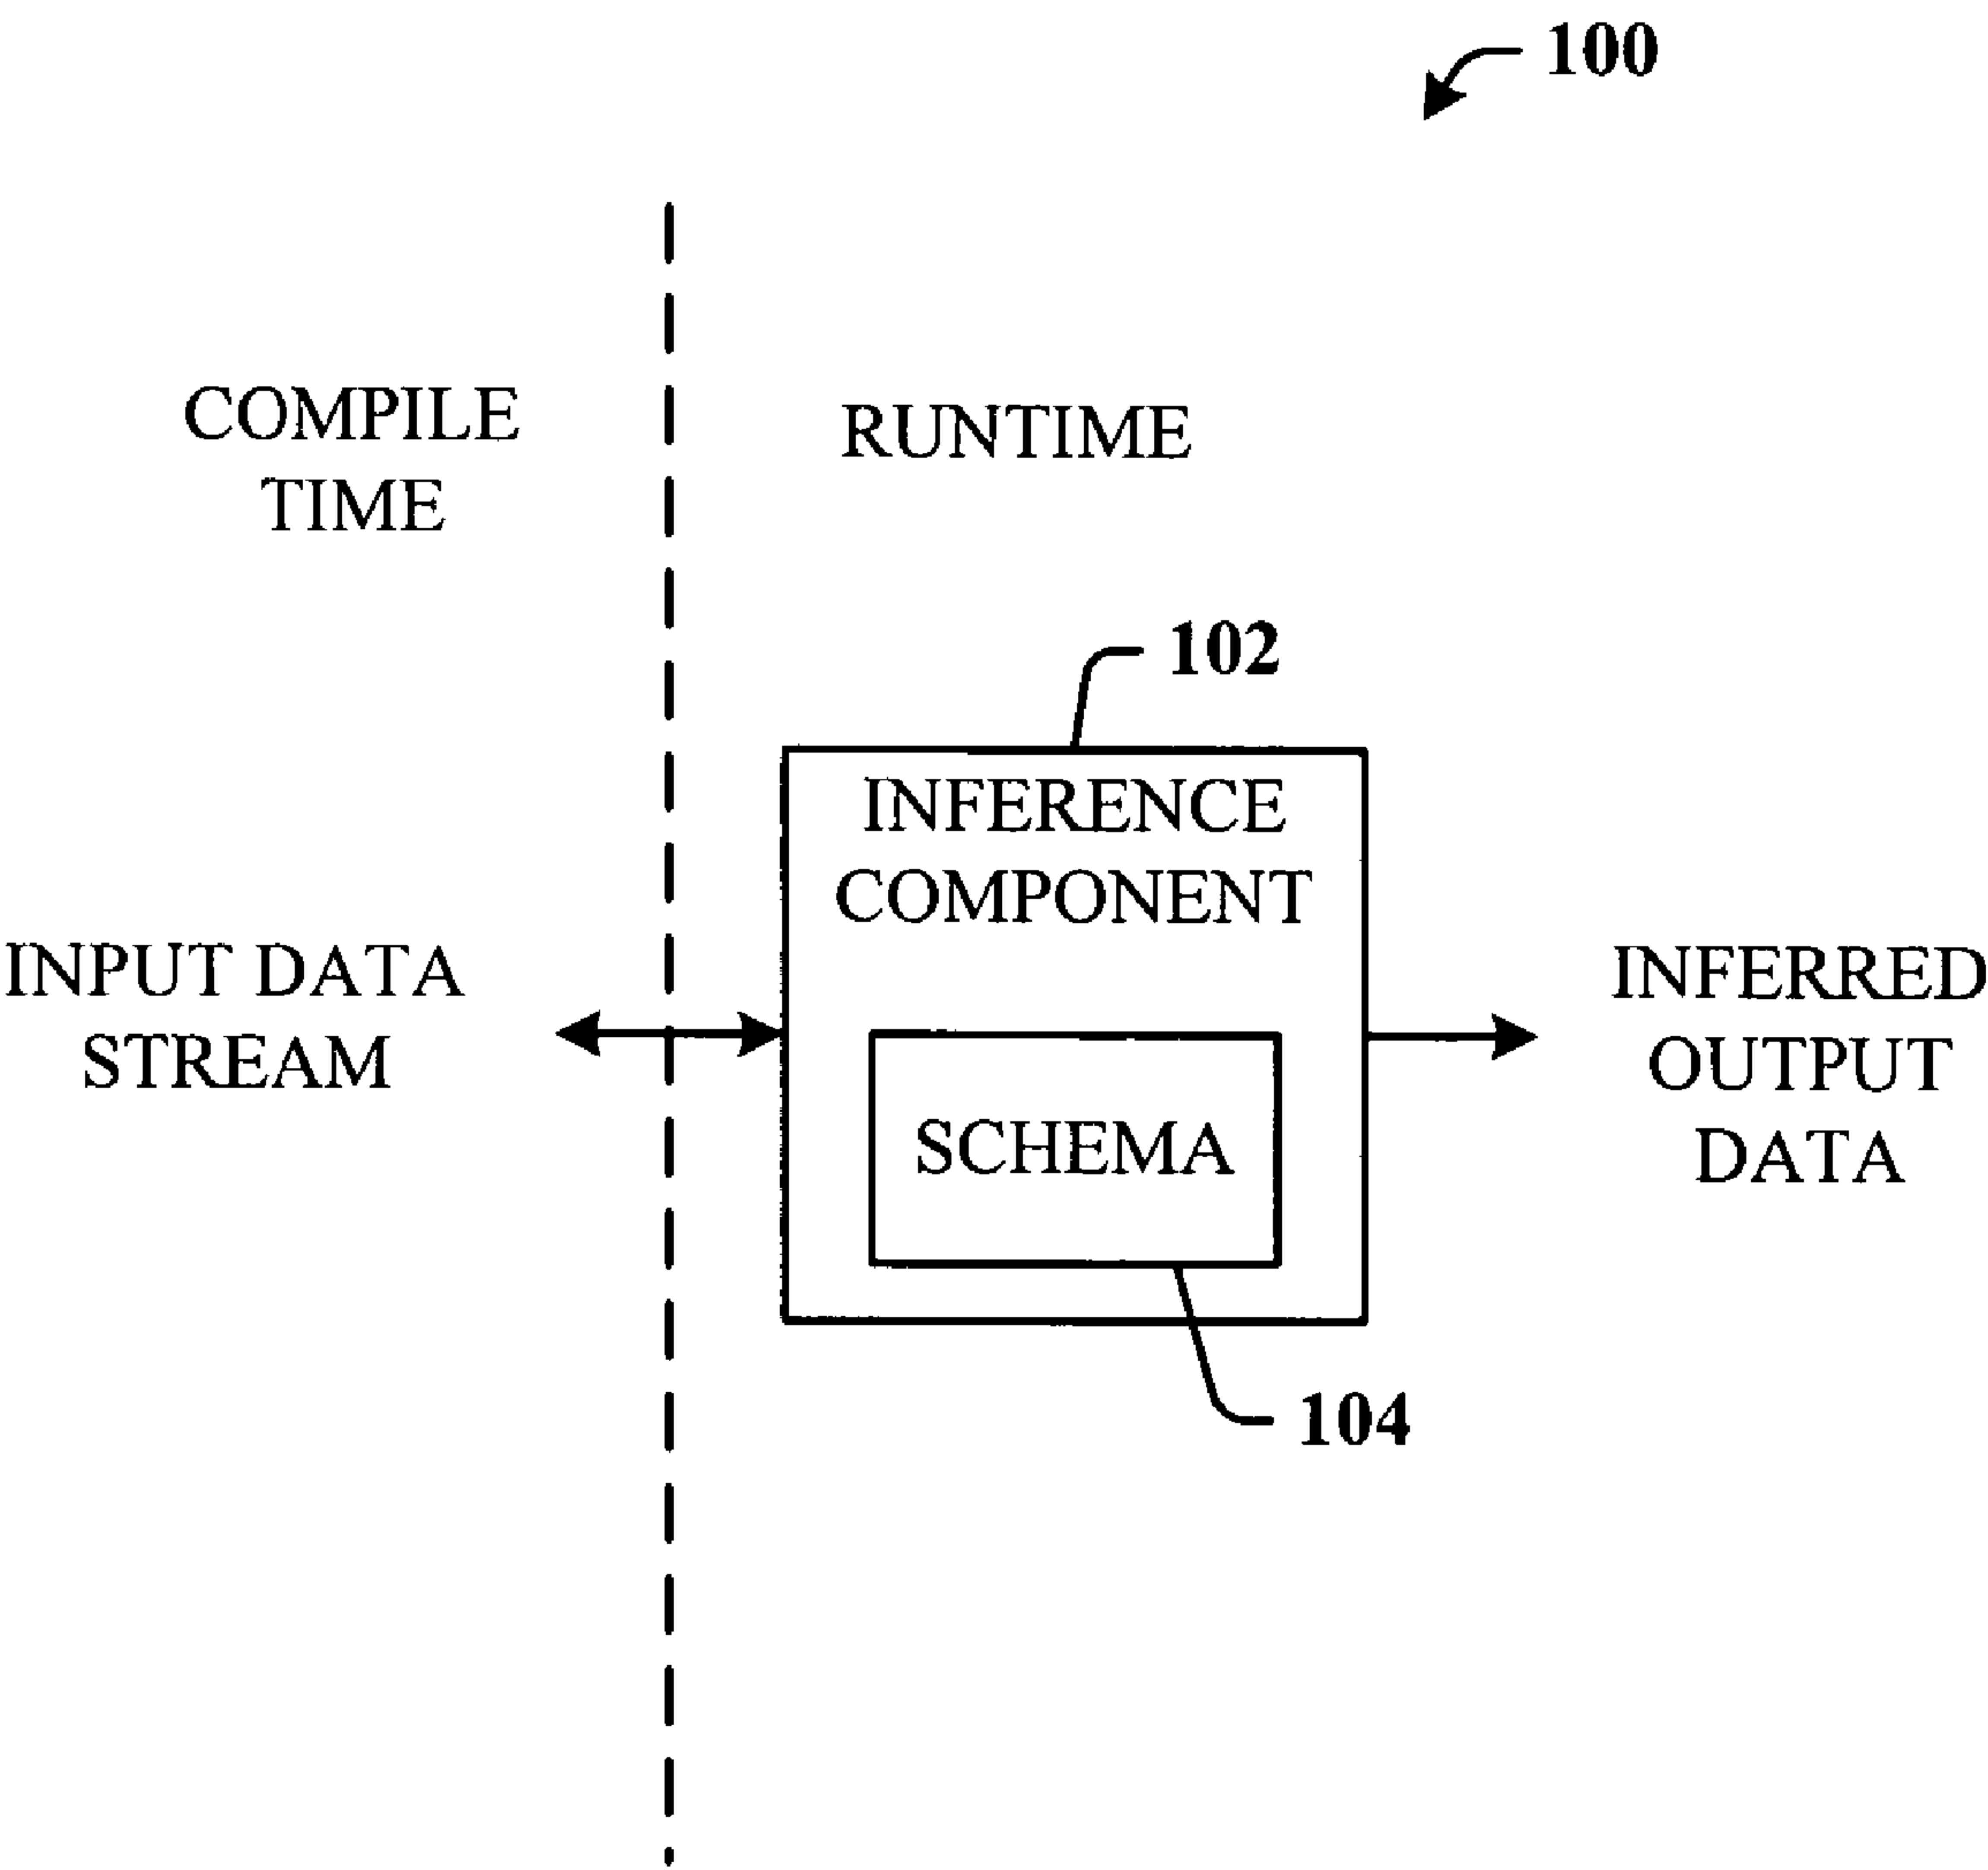 100
COMPILE
TIME
RUNTIME
102
INFERENCE
COMPONENT
INPUT DATA
STREAM
SCHEMA
INFERRED
OUTPUT
DATA
104